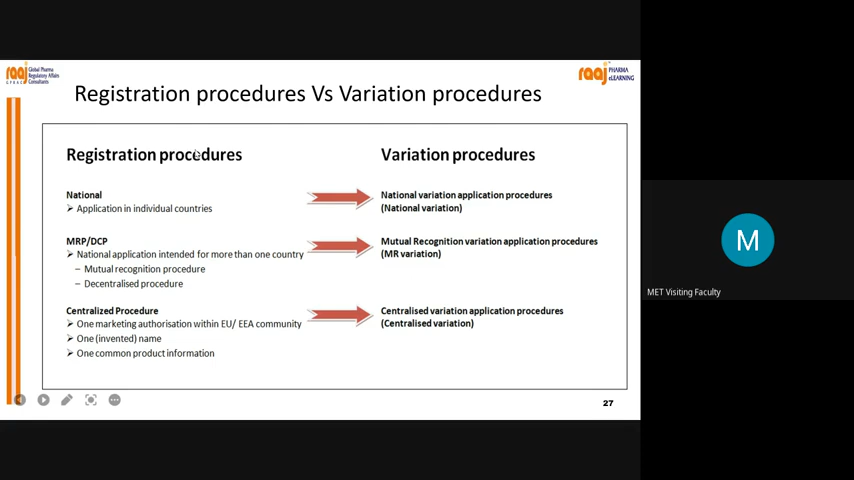 raaj
Global Pharma
Regulatory Affairs
Consultants
raaj PHARMA
eLEARNING
Registration procedures Vs Variation procedures
Registration procedures
Variation procedures
National
➢ Application in individual countries
National variation application procedures
(National variation)
MRP/DCP
➢ National application intended for more than one country
– Mutual recognition procedure
– Decentralised procedure
Mutual Recognition variation application procedures
(MR variation)
Centralized Procedure
➢ One marketing authorisation within EU/ EEA community
➢ One (invented) name
➢ One common product information
Centralised variation application procedures
(Centralised variation)
27
M
MET Visiting Faculty